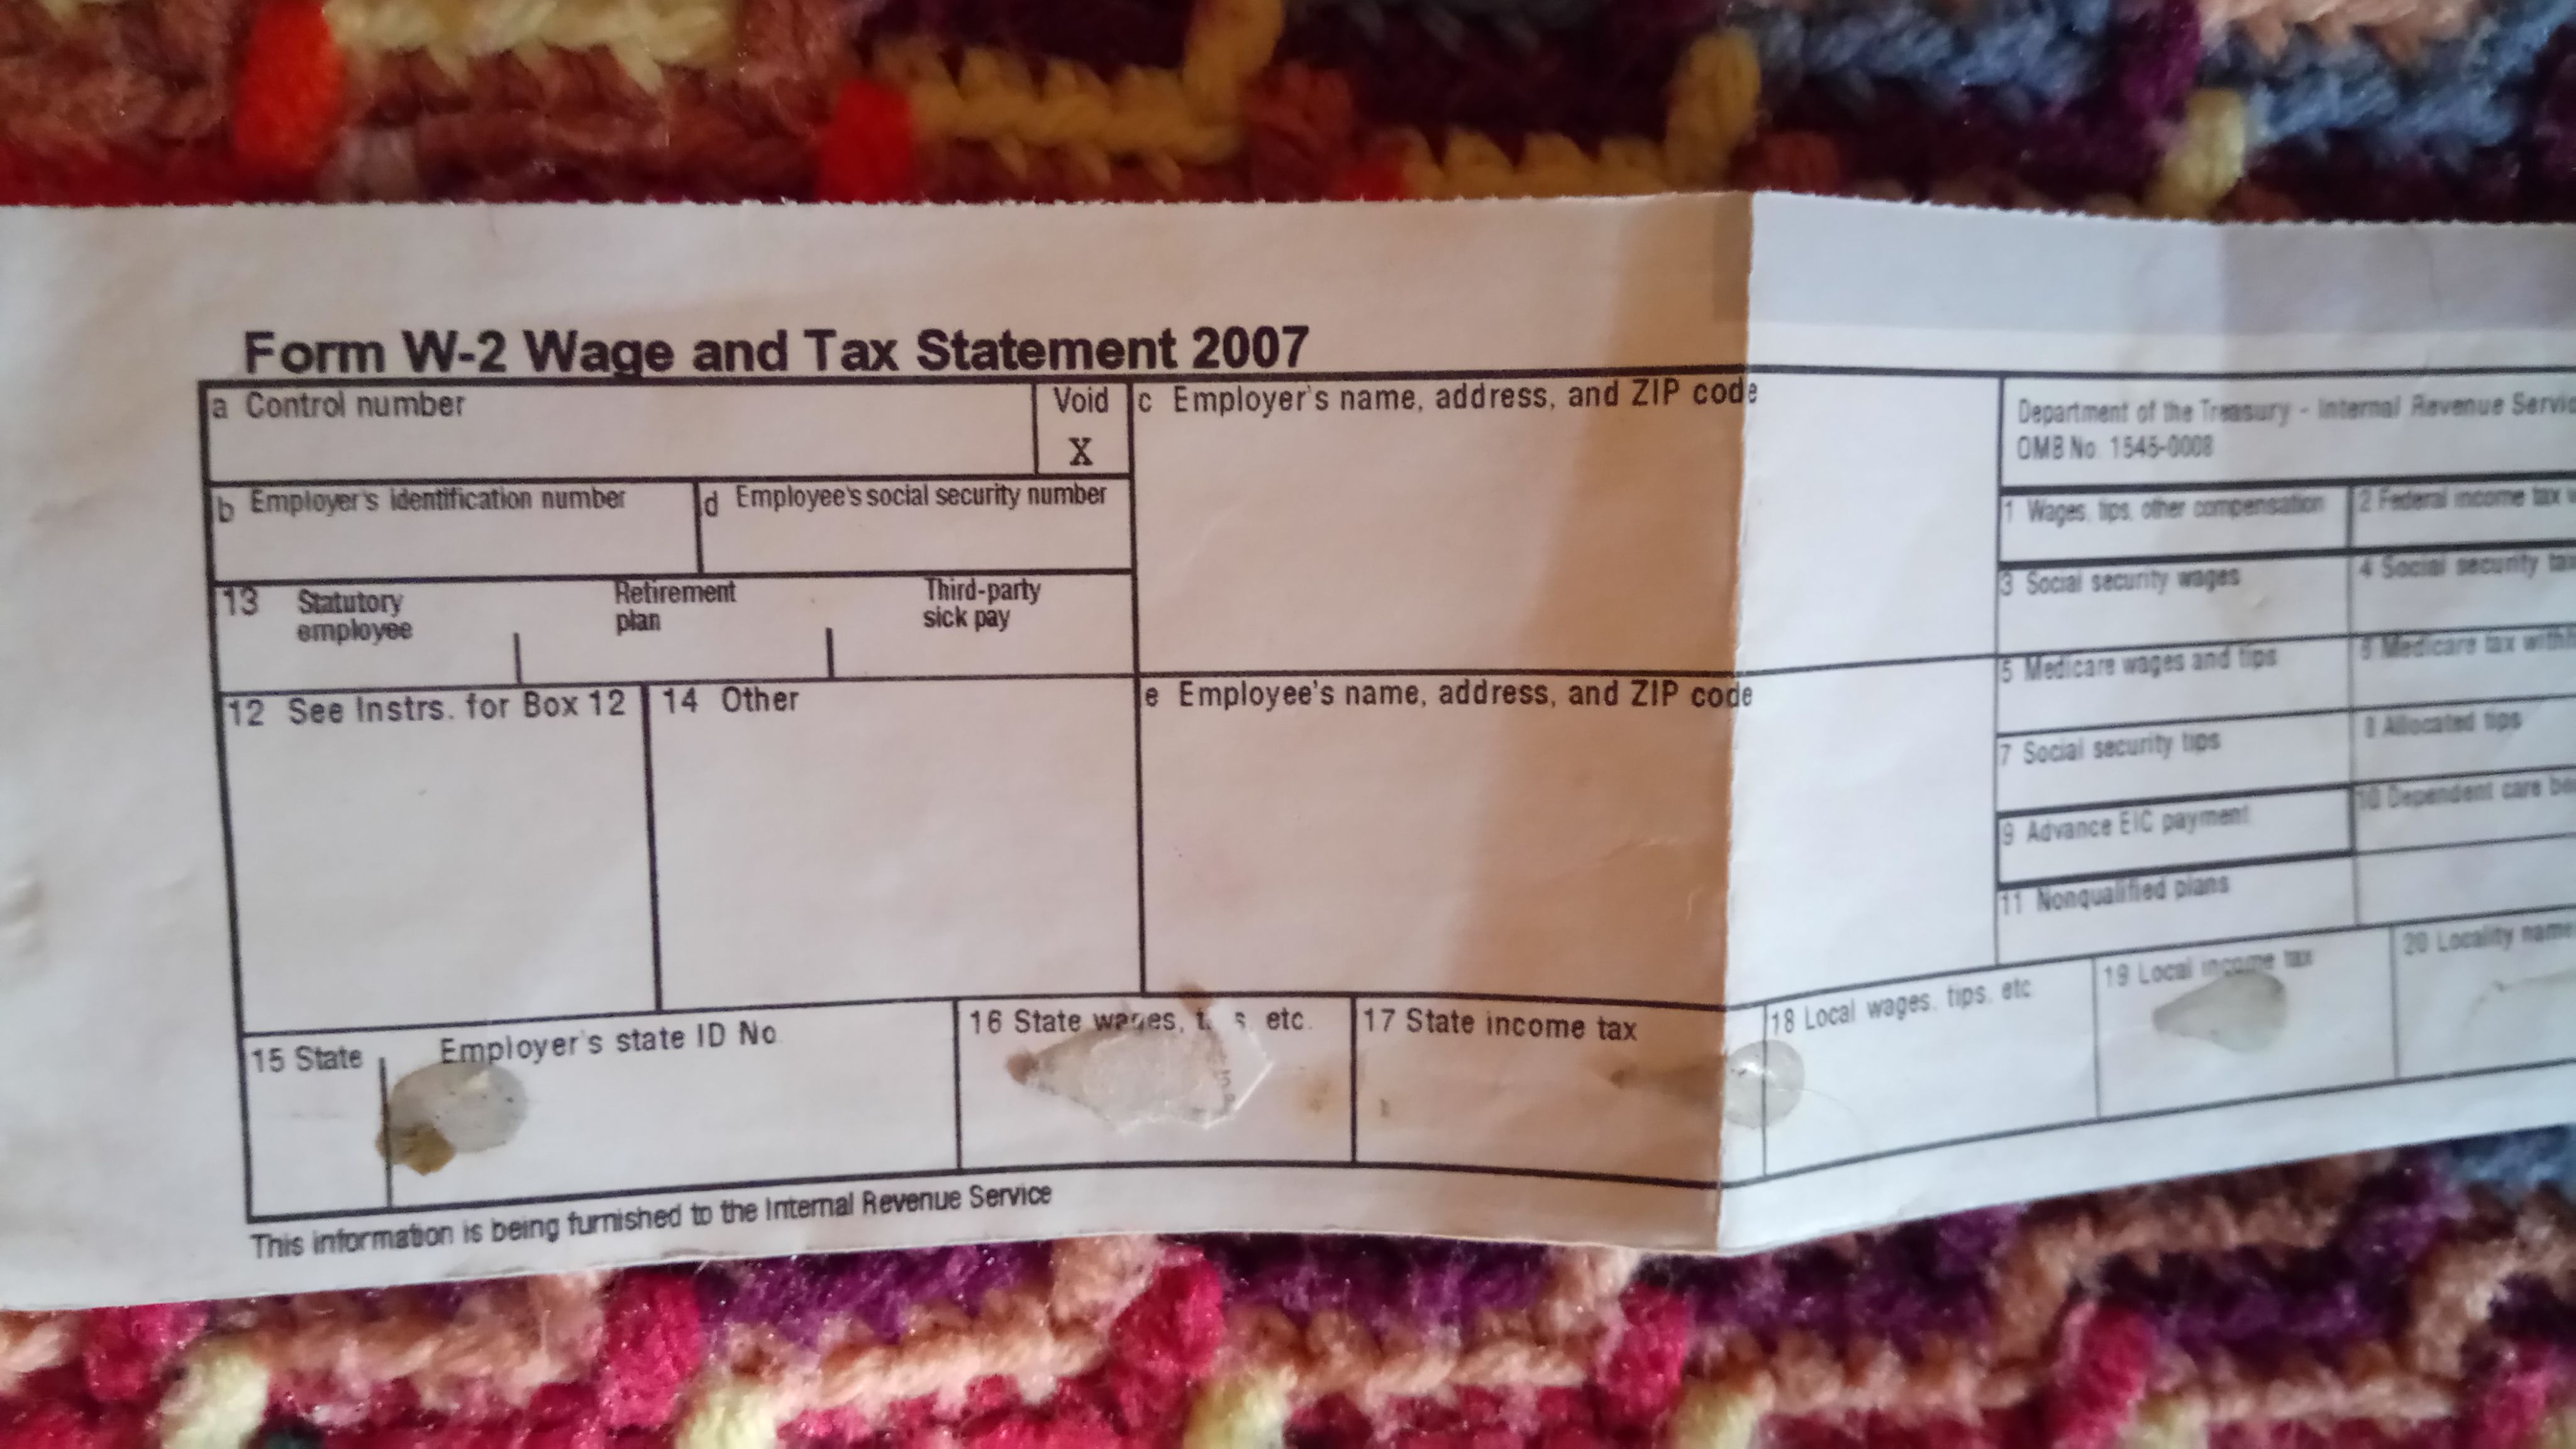 Form W-2 Wage and Tax Statement 2007
a Control number
Void
X
c Employer's name, address, and ZIP code
Department of the Treasury - Internal Revenue
OMB No. 1545-0008
b Employer's identification number
d Employee's social security number
1 Wages, tips, other compensation
2 Federal income tax
13 Statutory employee
Retirement plan
Third-party sick pay
3 Social security wages
4 Social security
12 See Instrs. for Box 12
14 Other
e Employee's name, address, and ZIP code
5 Medicare wages and tips
6 Medicare tax
7 Social security tips
8 Allocated tips
9 Advance EIC payment
10 Dependent care
11 Nonqualified plans
15 State
Employer's state ID No.
16 State wages, etc.
17 State income tax
18 Local wages, tips, etc.
19 Local income tax
20 Locality name
This information is being furnished to the Internal Revenue Service